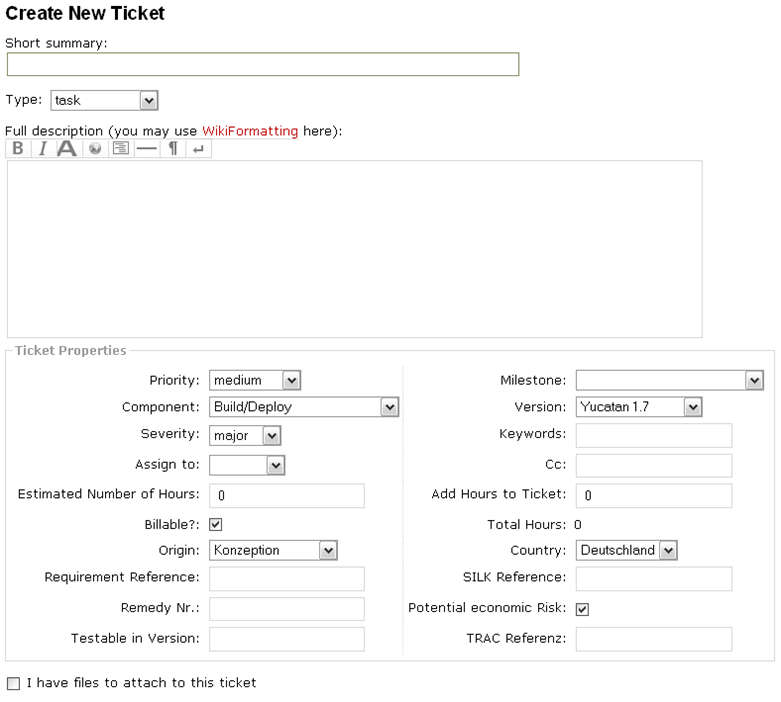 Create New Ticket
Short summary:
Type: task
Full description (you may use WikiFormatting here):
B I A ¶ ↵
Ticket Properties
Priority: medium Milestone:
Component: Build/Deploy Version: Yucatan 1.7
Severity: major Keywords:
Assign to: Cc:
Estimated Number of Hours: 0 Add Hours to Ticket: 0
Billable?: Total Hours: 0
Origin: Konzeption Country: Deutschland
Requirement Reference: SILK Reference:
Remedy Nr.: Potential economic Risk:
Testable in Version: TRAC Referenz:
I have files to attach to this ticket